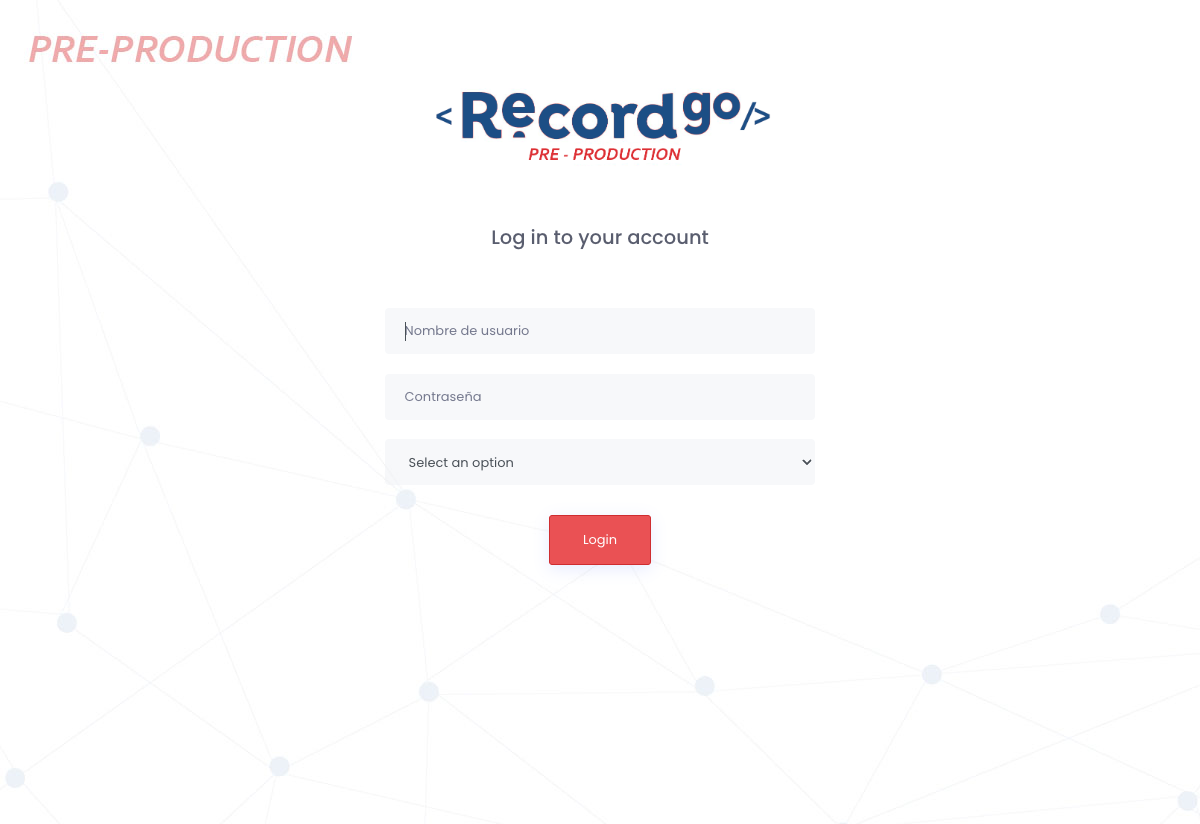 PRE-PRODUCTION
<Record go/>
PRE - PRODUCTION
Log in to your account
Nombre de usuario
Contraseña
Select an option
Login